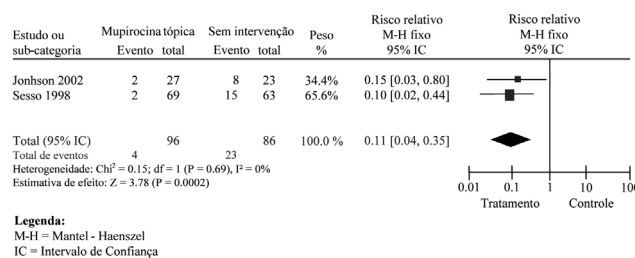 Estudo ou sub-categoria
Mupirocina tópica Evento total
Sem intervenção Evento total
Peso %
Risco relativo M-H fixo 95% IC
Risco relativo M-H fixo 95% IC
Jonhson 2002 2 27 8 23 34.4% 0.15 [0.03, 0.80]
Sesso 1998 2 69 15 63 65.6% 0.10 [0.02, 0.44]
Total (95% IC) 96 86 100.0 % 0.11 [0.04, 0.35]
Total de eventos 4 23
Heterogeneidade: Chi² = 0.15; df = 1 (P = 0.69), I² = 0%
Estimativa de efeito: Z = 3.78 (P = 0.0002)
0.01 0.1 1 10 100
Tratamento Controle
Legenda:
M-H = Mantel - Haenszel
IC = Intervalo de Confiança